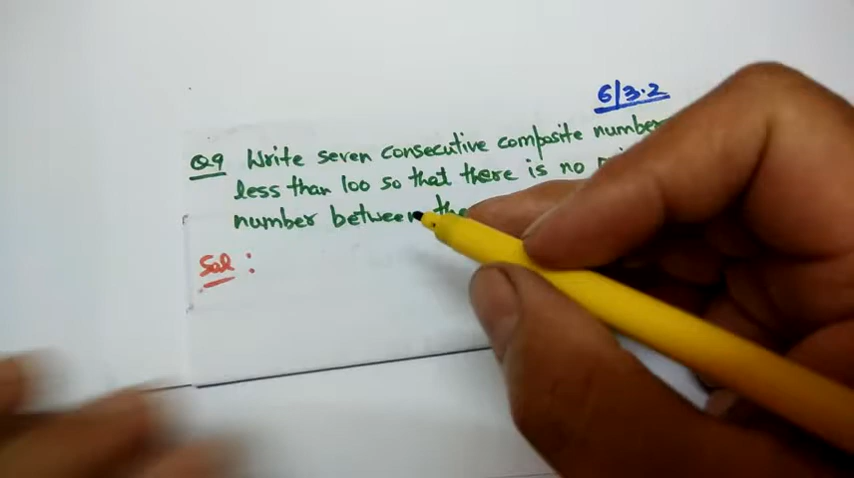 6/3.2
Q9 Write seven consecutive composite number
less than 100 so that there is no
number between the
Sol :